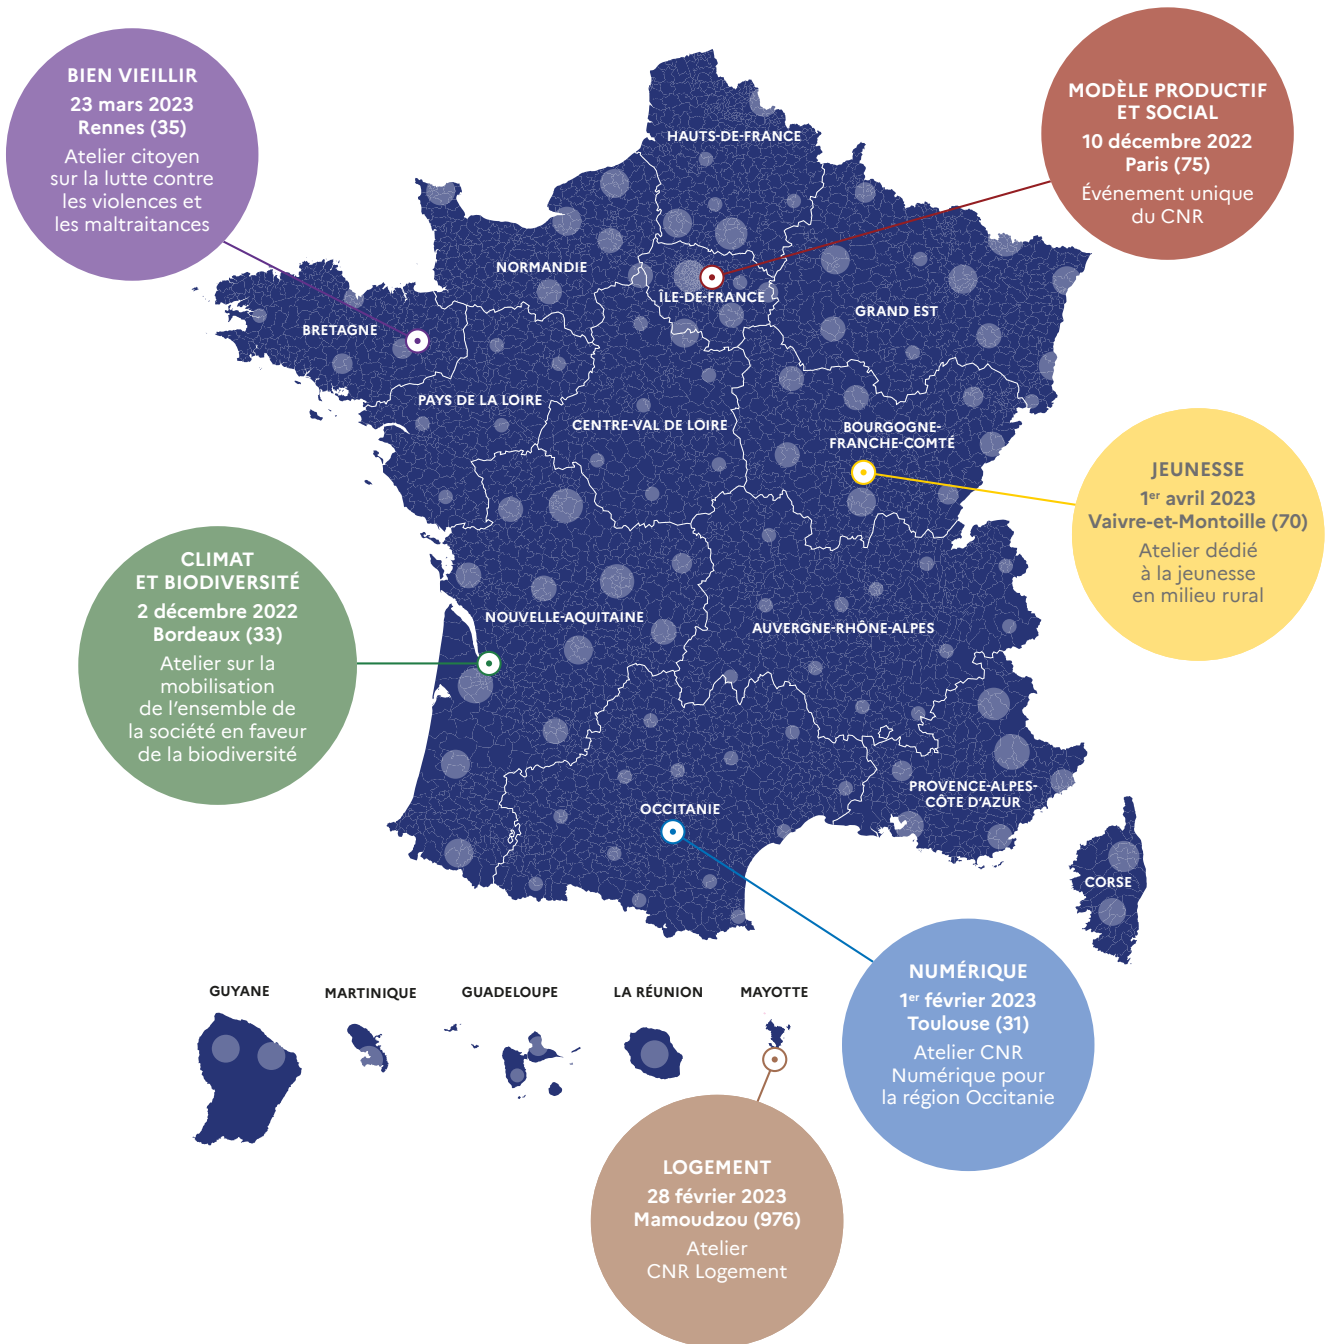 BIEN VIEILLIR
23 mars 2023
Rennes (35)
Atelier citoyen
sur la lutte contre
les violences et
les maltraitances
MODÈLE PRODUCTIF
ET SOCIAL
10 décembre 2022
Paris (75)
Événement unique
du CNR
HAUTS-DE-FRANCE
NORMANDIE
ÎLE-DE-FRANCE
GRAND EST
BRETAGNE
PAYS DE LA LOIRE
CENTRE-VAL DE LOIRE
BOURGOGNE-
FRANCHE-COMTÉ
JEUNESSE
1er avril 2023
Vaivre-et-Montoille (70)
Atelier dédié
à la jeunesse
en milieu rural
CLIMAT
ET BIODIVERSITÉ
2 décembre 2022
Bordeaux (33)
Atelier sur la
mobilisation
de l’ensemble de
la société en faveur
de la biodiversité
NOUVELLE-AQUITAINE
AUVERGNE-RHÔNE-ALPES
OCCITANIE
PROVENCE-ALPES-
CÔTE D’AZUR
CORSE
NUMÉRIQUE
1er février 2023
Toulouse (31)
Atelier CNR
Numérique pour
la région Occitanie
GUYANE
MARTINIQUE
GUADELOUPE
LA RÉUNION
MAYOTTE
LOGEMENT
28 février 2023
Mamoudzou (976)
Atelier
CNR Logement